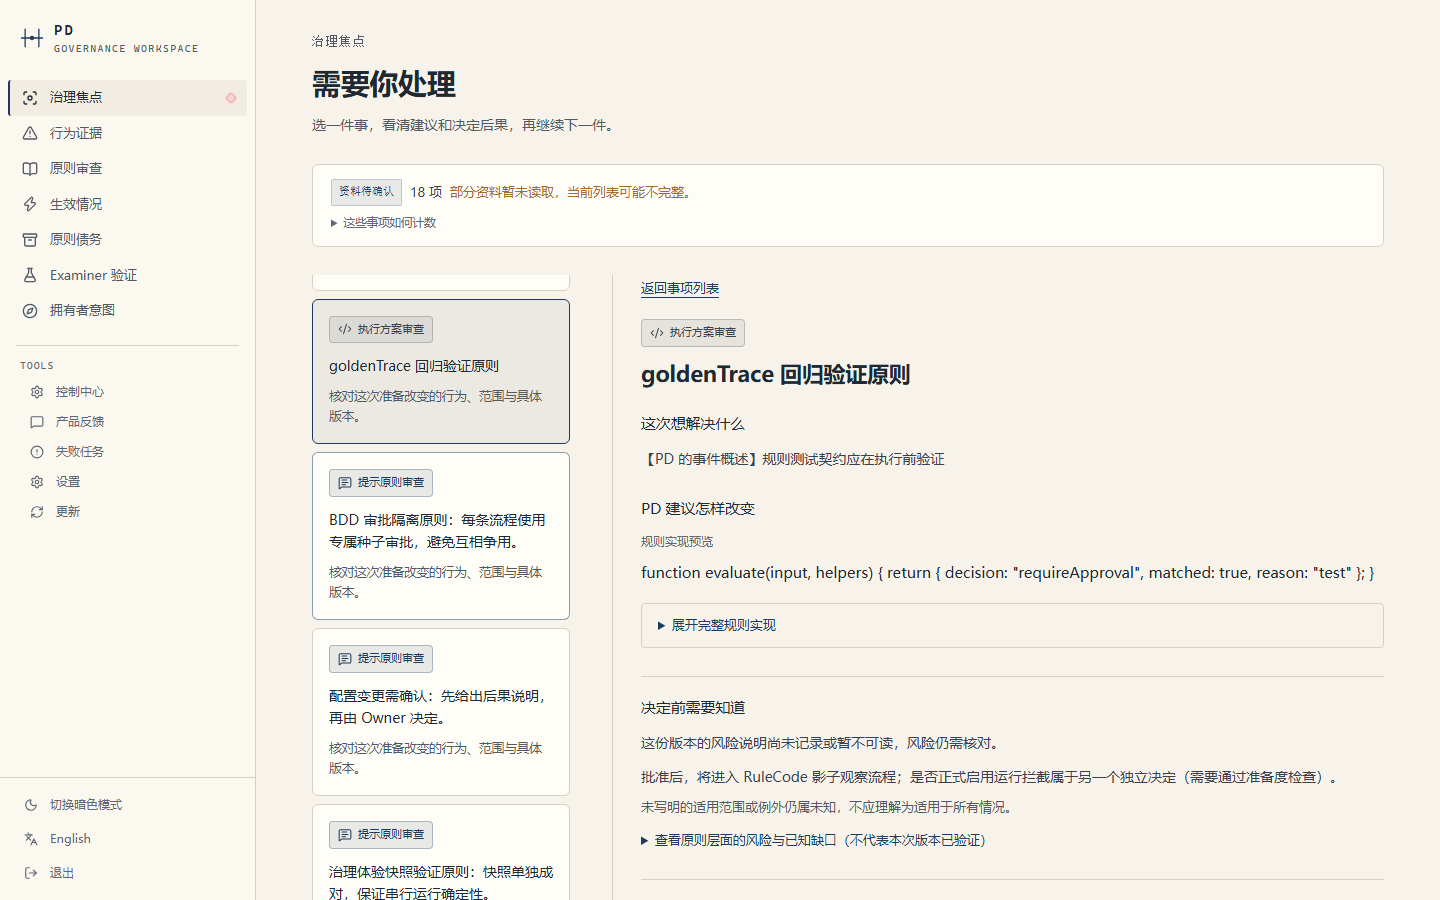 PD
GOVERNANCE WORKSPACE
治理焦点
行为证据
原则审查
生效情况
原则债务
Examiner 验证
拥有者意图
TOOLS
控制中心
产品反馈
失败任务
设置
更新
切换暗色模式
English
退出
治理焦点
需要你处理
选一件事，看清建议和决定后果，再继续下一件。
资料待确认 18 项 部分资料暂未读取，当前列表可能不完整。
这些事项如何计数
执行方案审查
goldenTrace 回归验证原则
核对这次准备改变的行为、范围与具体
版本。
提示原则审查
BDD 审批隔离原则：每条流程使用
专属种子审批，避免互相争用。
核对这次准备改变的行为、范围与具体
版本。
提示原则审查
配置变更需确认：先给出后果说明，
再由 Owner 决定。
核对这次准备改变的行为、范围与具体
版本。
提示原则审查
治理体验快照验证原则：快照单独成
对，保证串行运行确定性。
返回事项列表
执行方案审查
goldenTrace 回归验证原则
这次想解决什么
【PD 的事件概述】规则测试契约应在执行前验证
PD 建议怎样改变
规则实现预览
function evaluate(input, helpers) { return { decision: "requireApproval", matched: true, reason: "test" }; }
展开完整规则实现
决定前需要知道
这份版本的风险说明尚未记录或暂不可读，风险仍需核对。
批准后，将进入 RuleCode 影子观察流程；是否正式启用运行拦截属于另一个独立决定（需要通过准备度检查）。
未写明的适用范围或例外仍属未知，不应理解为适用于所有情况。
查看原则层面的风险与已知缺口（不代表本次版本已验证）